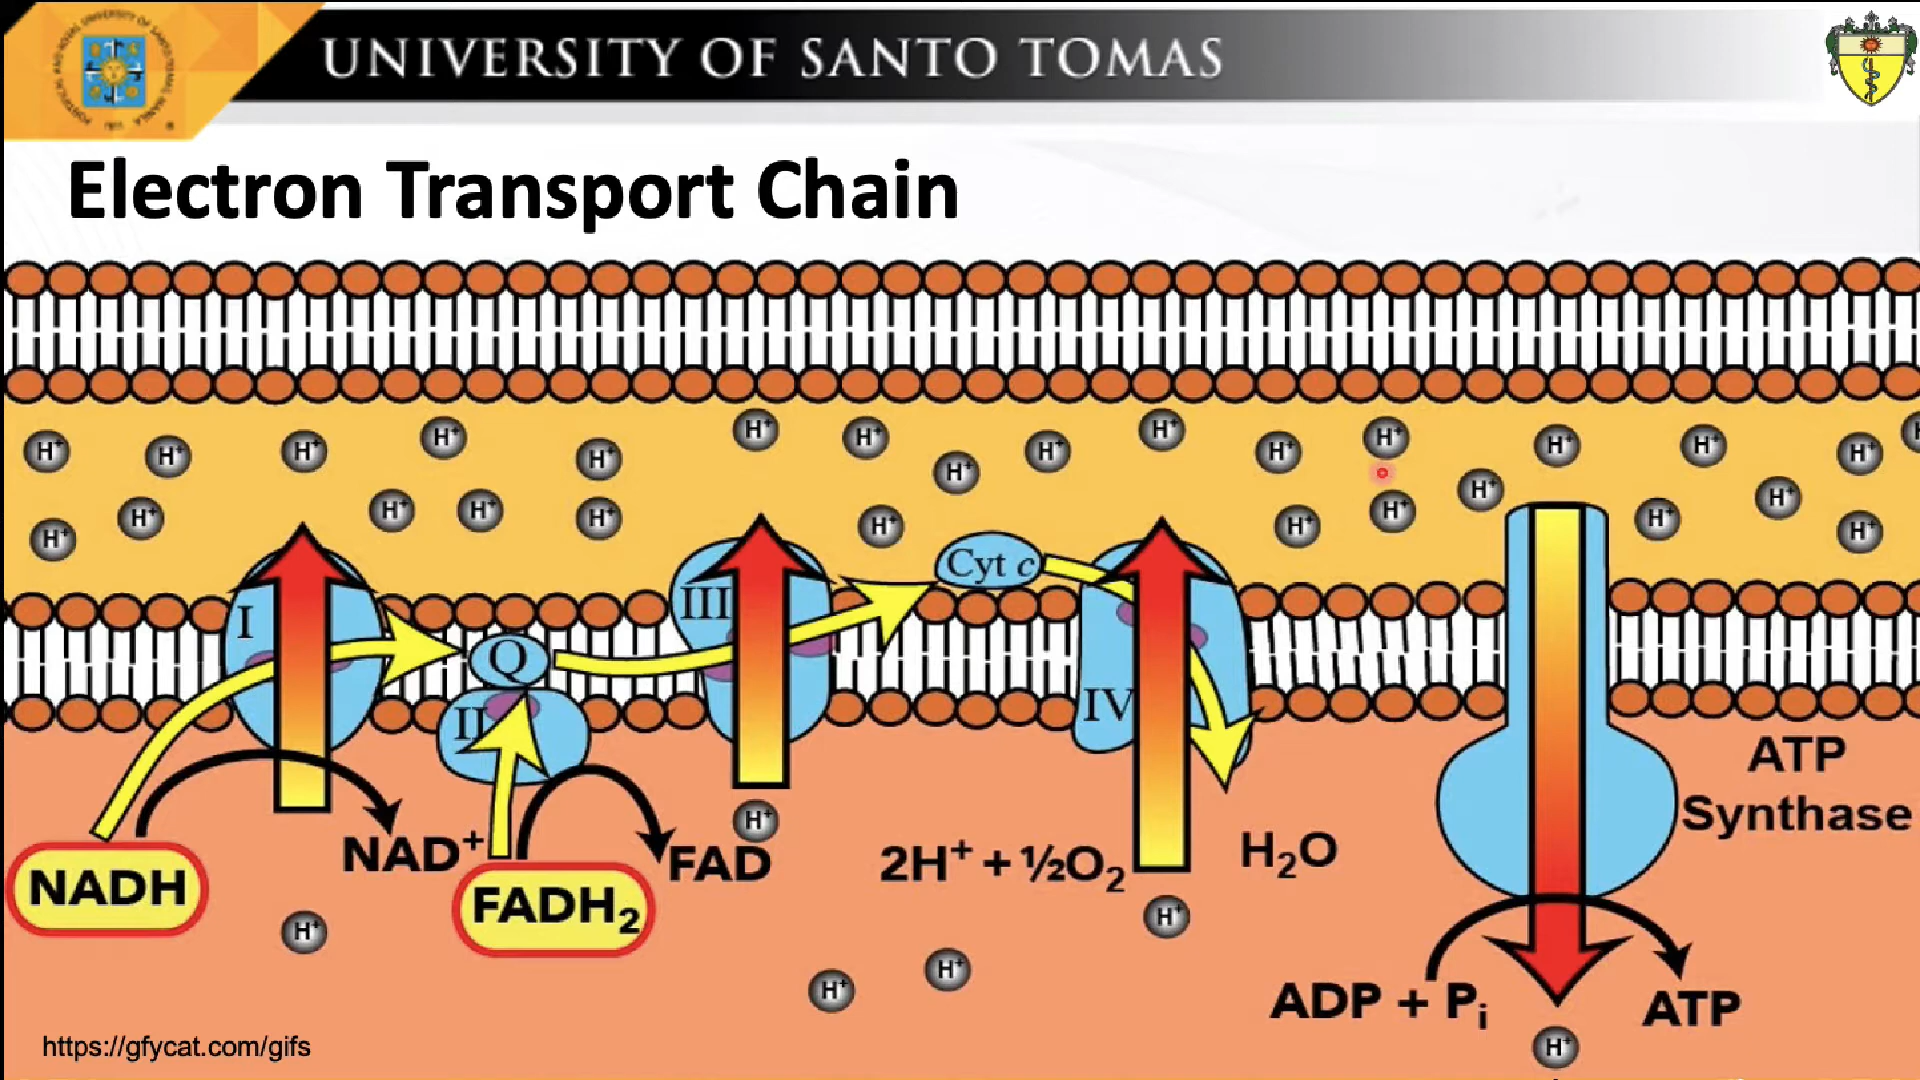 UNIVERSITY OF SANTO TOMAS
Electron Transport Chain
H⁺ H⁺ H⁺ H⁺ H⁺ H⁺ H⁺ H⁺ H⁺ H⁺ H⁺ H⁺ H⁺ H⁺ H⁺
H⁺ H⁺ H⁺ H⁺ H⁺ H⁺ H⁺ H⁺ H⁺ H⁺ H⁺ H⁺
I
Q
II
III
Cyt c
IV
ATP
Synthase
NADH
NAD⁺
FADH₂
FAD
H⁺
2H⁺ + ½O₂
H₂O
H⁺
H⁺
H⁺
H⁺
ADP + Pᵢ
ATP
H⁺
https://gfycat.com/gifs